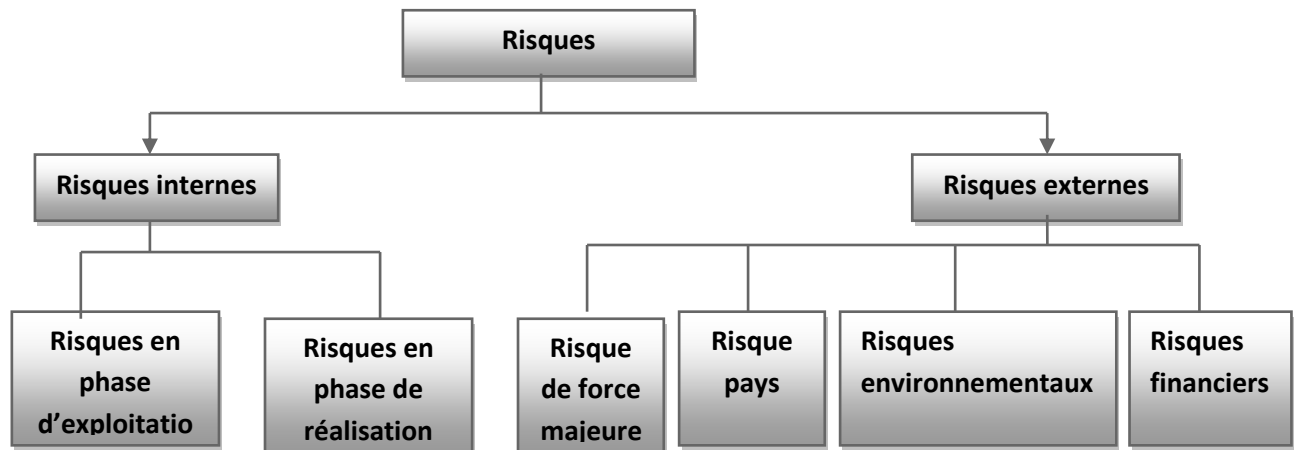 Risques
Risques internes
Risques externes
Risques en
phase
d’exploitatio
Risques en
phase de
réalisation
Risque
de force
majeure
Risque
pays
Risques
environnementaux
Risques
financiers